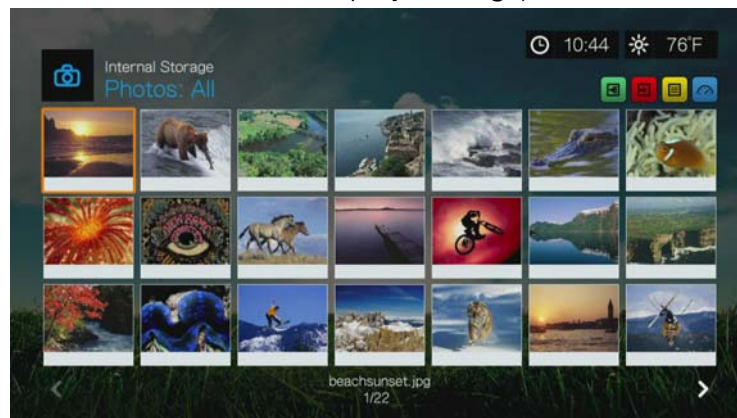 10:44
76°F
Internal Storage
Photos: All
beachsunset.jpg
1/22